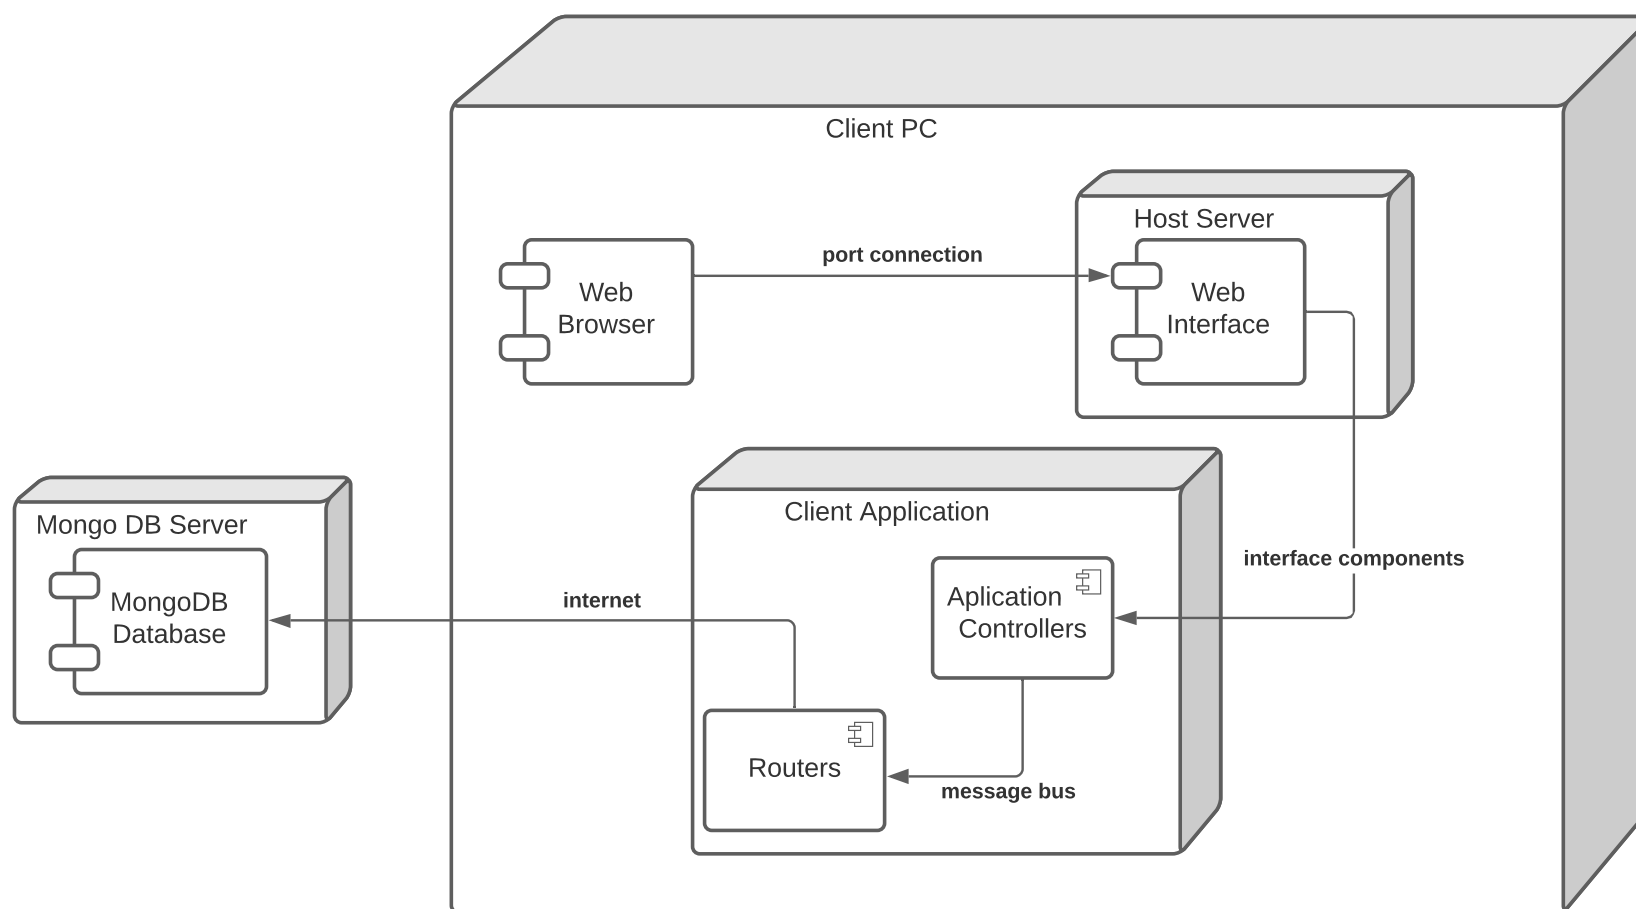 Client PC
Host Server
port connection
Web
Browser
Web
Interface
Client Application
Mongo DB Server
interface components
MongoDB
Database
internet
Aplication
Controllers
Routers
message bus